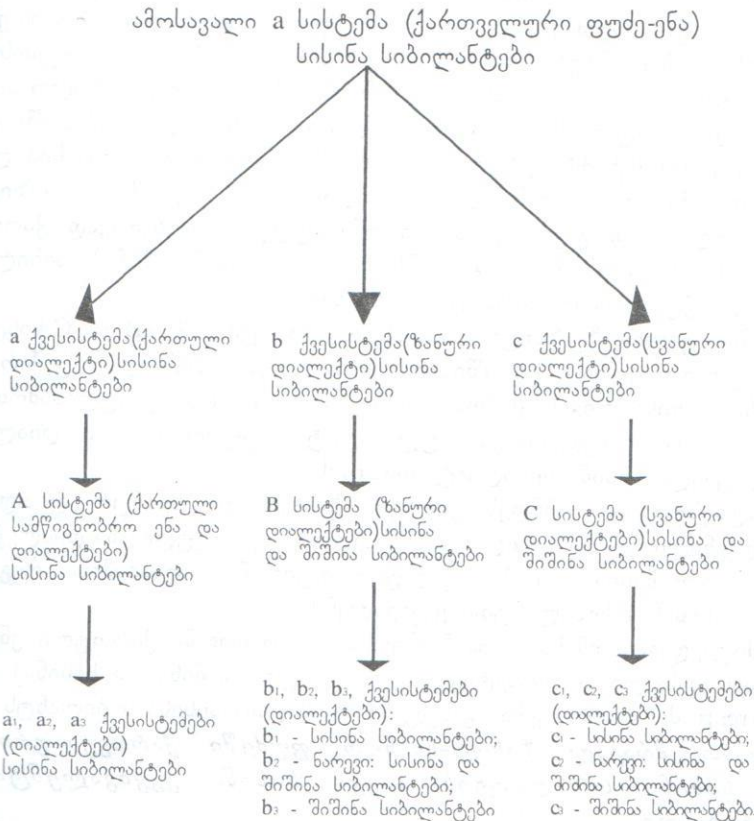 ამოსავალი a სისტემა (ქართველური ფუძე-ენა)
სისინა სიბილანტები
a ქვესისტემა(ქართული
დიალექტი)სისინა
სიბილანტები
b ქვესისტემა(ზანური
დიალექტი)სისინა
სიბილანტები
c ქვესისტემა(სვანური
დიალექტი)სისინა
სიბილანტები
A სისტემა (ქართული
სამწიგნობრო ენა და
დიალექტები)
სისინა სიბილანტები
B სისტემა (ზანური
დიალექტები)სისინა
და შიშინა სიბილანტები
C სისტემა (სვანური
დიალექტები)სისინა და
შიშინა სიბილანტები
a₁, a₂, a₃ ქვესისტემები
(დიალექტები)
სისინა სიბილანტები
b₁, b₂, b₃, ქვესისტემები
(დიალექტები):
b₁ - სისინა სიბილანტები;
b₂ - ნარევი: სისინა და
შიშინა სიბილანტები;
b₃ - შიშინა სიბილანტები
c₁, c₂, c₃ ქვესისტემები
(დიალექტები):
c₁ - სისინა სიბილანტები;
c₂ - ნარევი: სისინა და
შიშინა სიბილანტები;
c₃ - შიშინა სიბილანტები